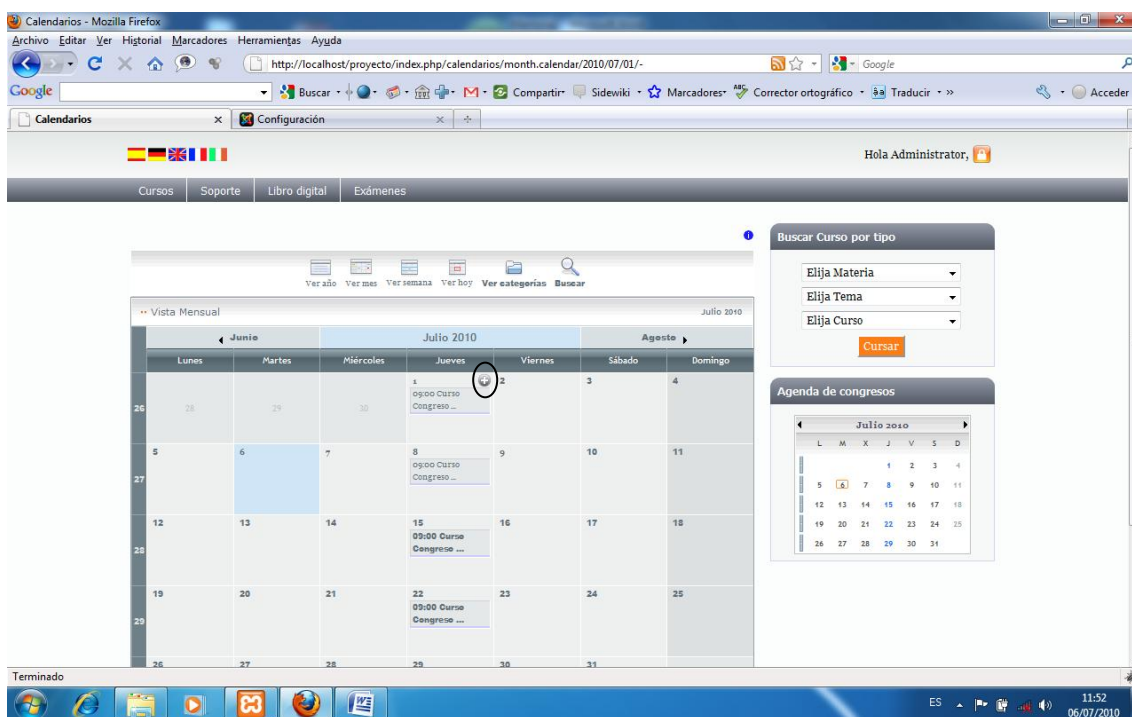 Calendarios - Mozilla Firefox
Archivo Editar Ver Historial Marcadores Herramientas Ayuda
http://localhost/proyecto/index.php/calendarios/month.calendar/2010/07/01/- Google
Google Buscar Compartir Sidewiki Marcadores Corrector ortográfico Traducir » Acceder
Calendarios x Configuración x
Hola Administrator,
Cursos Soporte Libro digital Exámenes
Buscar Curso por tipo
Elija Materia
Elija Tema
Elija Curso
Cursar
Ver año Ver mes Ver semana Ver hoy Ver categorías Buscar
Vista Mensual Julio 2010
Junio Julio 2010 Agosto
Lunes Martes Miércoles Jueves Viernes Sábado Domingo
26 28 29 30 1 2 3 4
09:00 Curso
Congreso ...
27 5 6 7 8 9 10 11
09:00 Curso
Congreso ...
28 12 13 14 15 16 17 18
09:00 Curso
Congreso ...
29 19 20 21 22 23 24 25
09:00 Curso
Congreso ...
26 27 28 29 30 31
Agenda de congresos
Julio 2010
L M X J V S D
1 2 3 4
5 6 7 8 9 10 11
12 13 14 15 16 17 18
19 20 21 22 23 24 25
26 27 28 29 30 31
Terminado
ES 11:52
06/07/2010